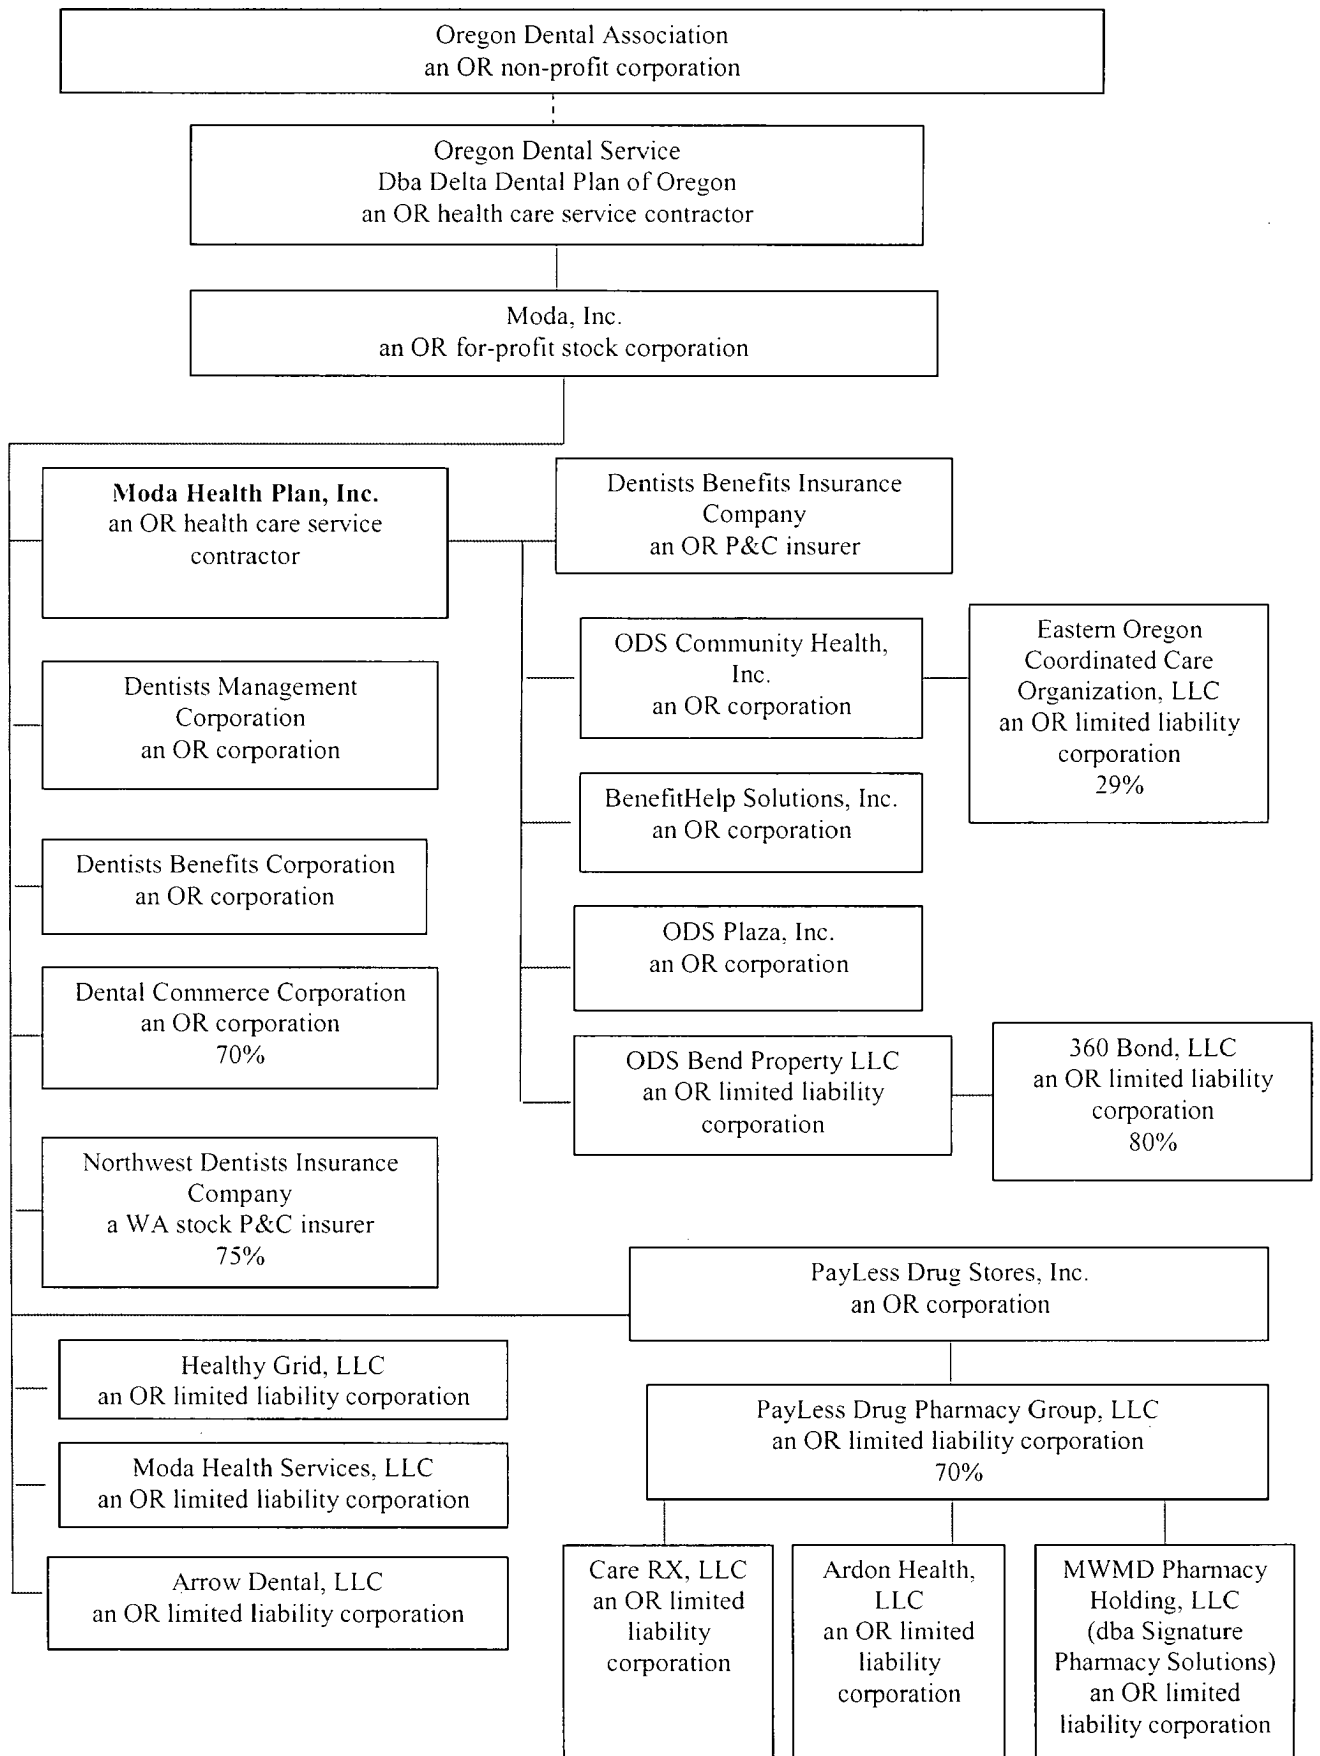 Oregon Dental Association
an OR non-profit corporation
Oregon Dental Service
Dba Delta Dental Plan of Oregon
an OR health care service contractor
Moda, Inc.
an OR for-profit stock corporation
Moda Health Plan, Inc.
an OR health care service
contractor
Dentists Benefits Insurance
Company
an OR P&C insurer
ODS Community Health,
Inc.
an OR corporation
Eastern Oregon
Coordinated Care
Organization, LLC
an OR limited liability
corporation
29%
Dentists Management
Corporation
an OR corporation
BenefitHelp Solutions, Inc.
an OR corporation
Dentists Benefits Corporation
an OR corporation
ODS Plaza, Inc.
an OR corporation
Dental Commerce Corporation
an OR corporation
70%
ODS Bend Property LLC
an OR limited liability
corporation
360 Bond, LLC
an OR limited liability
corporation
80%
Northwest Dentists Insurance
Company
a WA stock P&C insurer
75%
PayLess Drug Stores, Inc.
an OR corporation
Healthy Grid, LLC
an OR limited liability corporation
PayLess Drug Pharmacy Group, LLC
an OR limited liability corporation
70%
Moda Health Services, LLC
an OR limited liability corporation
Arrow Dental, LLC
an OR limited liability corporation
Care RX, LLC
an OR limited
liability
corporation
Ardon Health,
LLC
an OR limited
liability
corporation
MWMD Pharmacy
Holding, LLC
(dba Signature
Pharmacy Solutions)
an OR limited
liability corporation